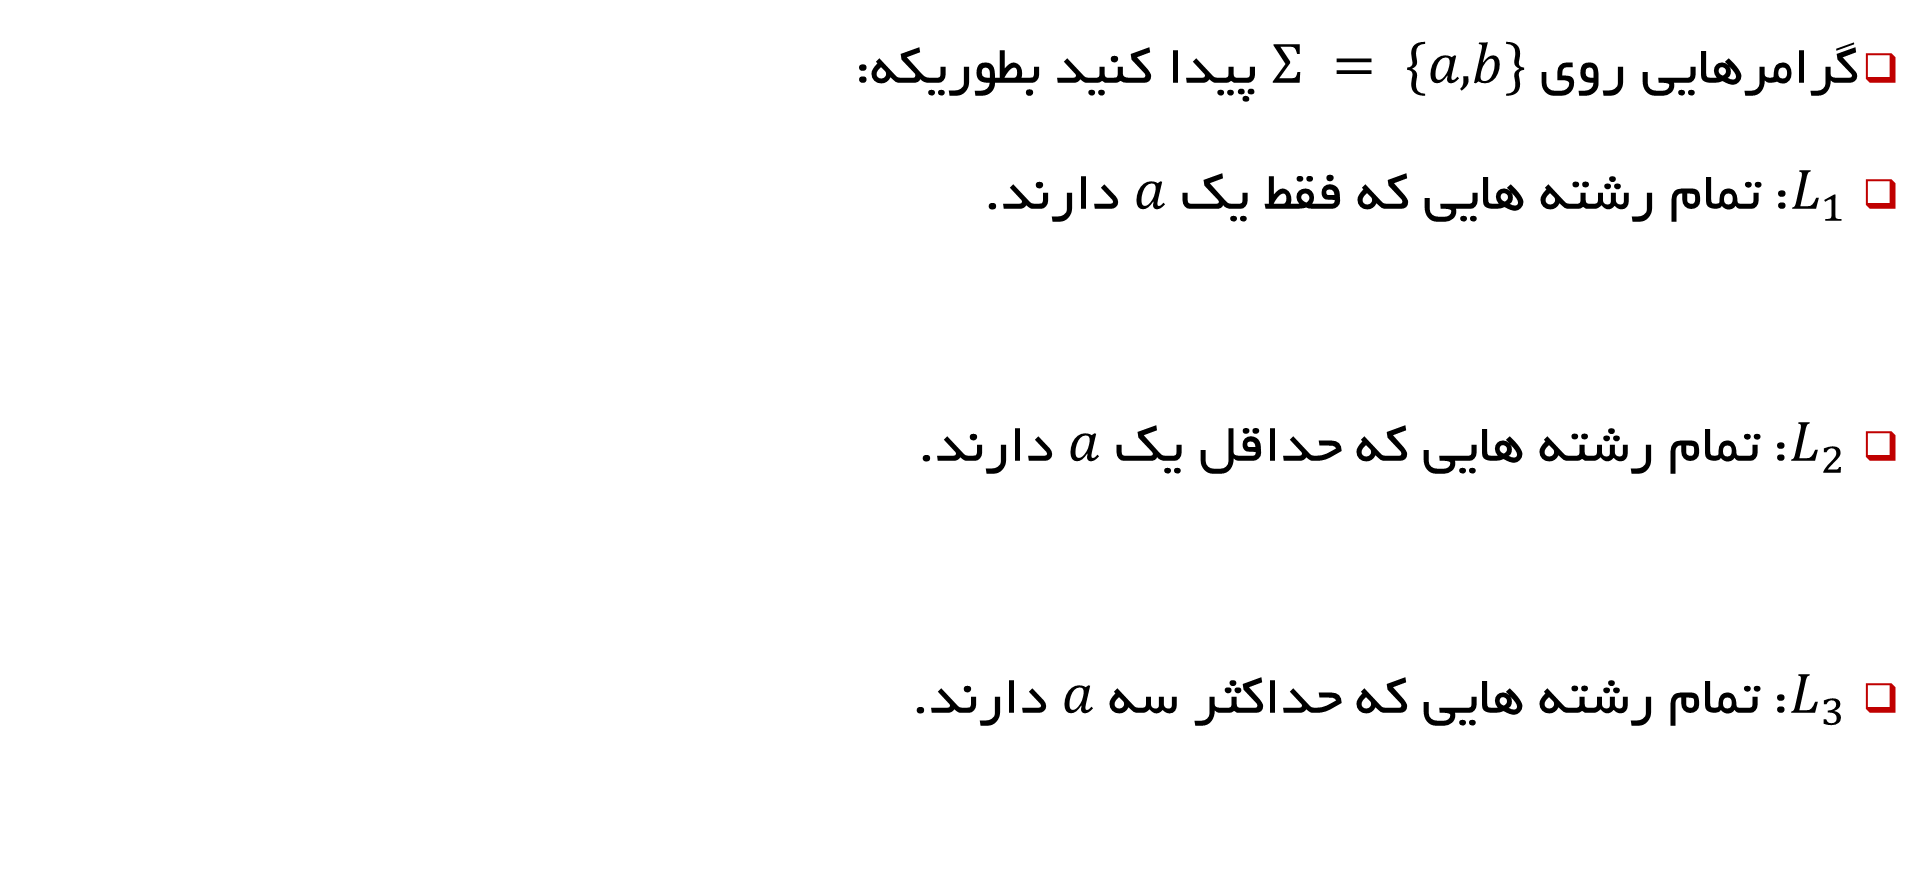 گرامرهایی روی Σ = {a,b} پیدا کنید بطوریکه:
L₁: تمام رشته هایی که فقط یک a دارند.
L₂: تمام رشته هایی که حداقل یک a دارند.
L₃: تمام رشته هایی که حداکثر سه a دارند.